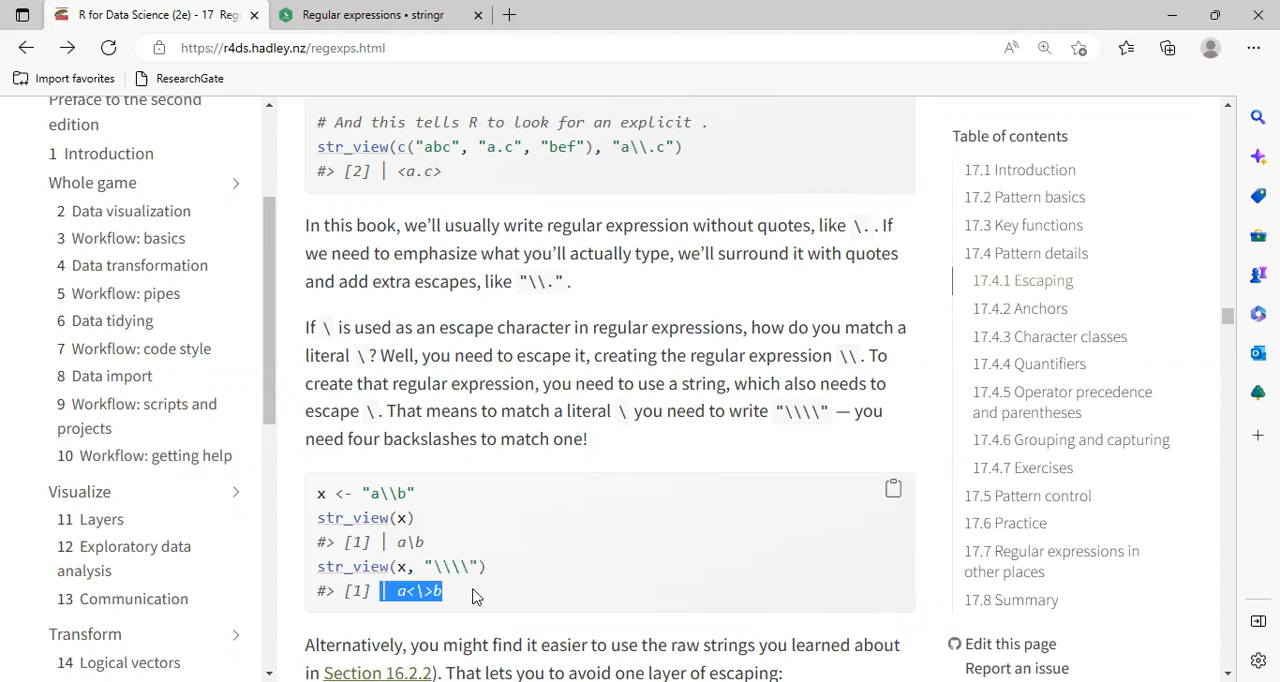 R for Data Science (2e) - 17 Regu
Regular expressions • stringr
https://r4ds.hadley.nz/regexps.html
Import favorites
ResearchGate
Preface to the second
edition
1 Introduction
Whole game
2 Data visualization
3 Workflow: basics
4 Data transformation
5 Workflow: pipes
6 Data tidying
7 Workflow: code style
8 Data import
9 Workflow: scripts and
projects
10 Workflow: getting help
Visualize
11 Layers
12 Exploratory data
analysis
13 Communication
Transform
14 Logical vectors
# And this tells R to look for an explicit .
str_view(c("abc", "a.c", "bef"), "a\\.c")
#> [2] │ <a.c>
In this book, we’ll usually write regular expression without quotes, like \.. If
we need to emphasize what you’ll actually type, we’ll surround it with quotes
and add extra escapes, like "\\.".
If \ is used as an escape character in regular expressions, how do you match a
literal \? Well, you need to escape it, creating the regular expression \\. To
create that regular expression, you need to use a string, which also needs to
escape \. That means to match a literal \ you need to write "\\\\" — you
need four backslashes to match one!
x <- "a\\b"
str_view(x)
#> [1] │ a\b
str_view(x, "\\\\")
#> [1] │ a<\>b
Alternatively, you might find it easier to use the raw strings you learned about
in Section 16.2.2). That lets you to avoid one layer of escaping:
Table of contents
17.1 Introduction
17.2 Pattern basics
17.3 Key functions
17.4 Pattern details
17.4.1 Escaping
17.4.2 Anchors
17.4.3 Character classes
17.4.4 Quantifiers
17.4.5 Operator precedence
and parentheses
17.4.6 Grouping and capturing
17.4.7 Exercises
17.5 Pattern control
17.6 Practice
17.7 Regular expressions in
other places
17.8 Summary
Edit this page
Report an issue